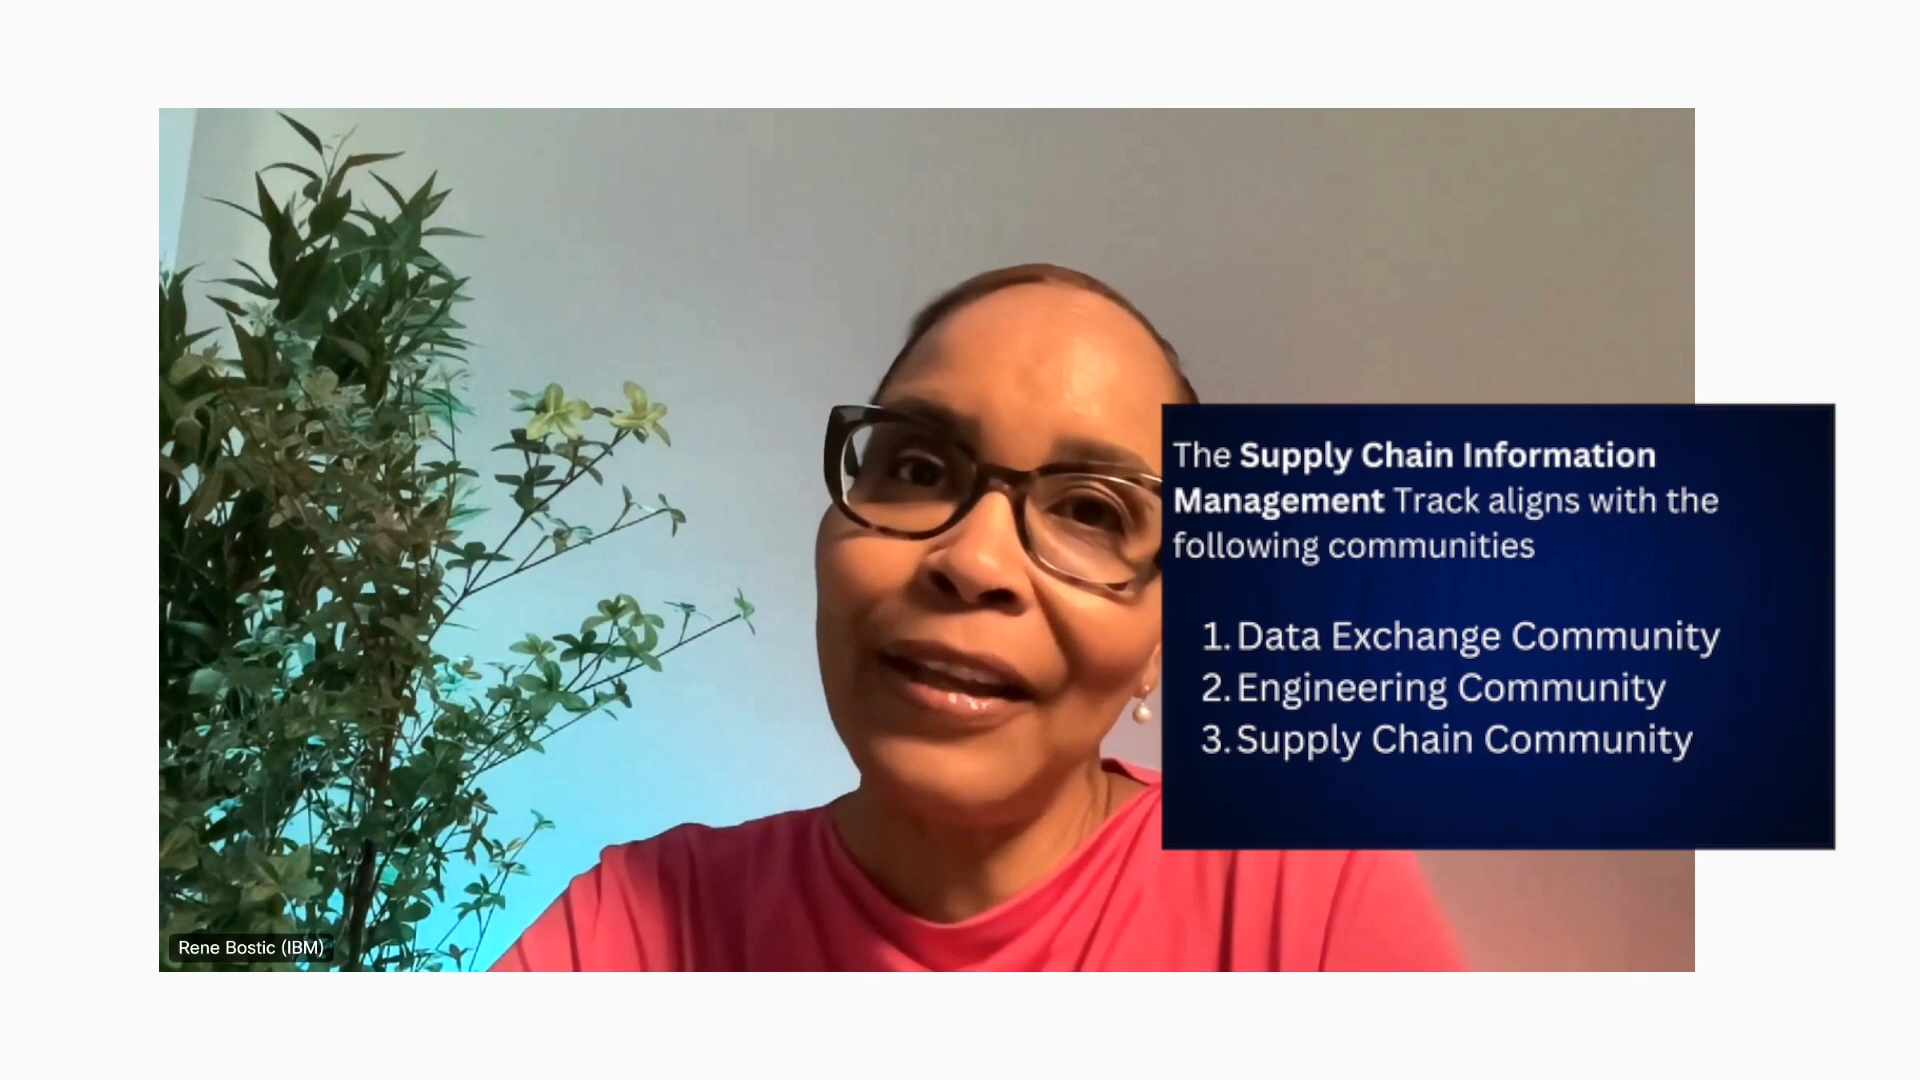 The Supply Chain Information
Management Track aligns with the
following communities
1. Data Exchange Community
2. Engineering Community
3. Supply Chain Community
Rene Bostic (IBM)